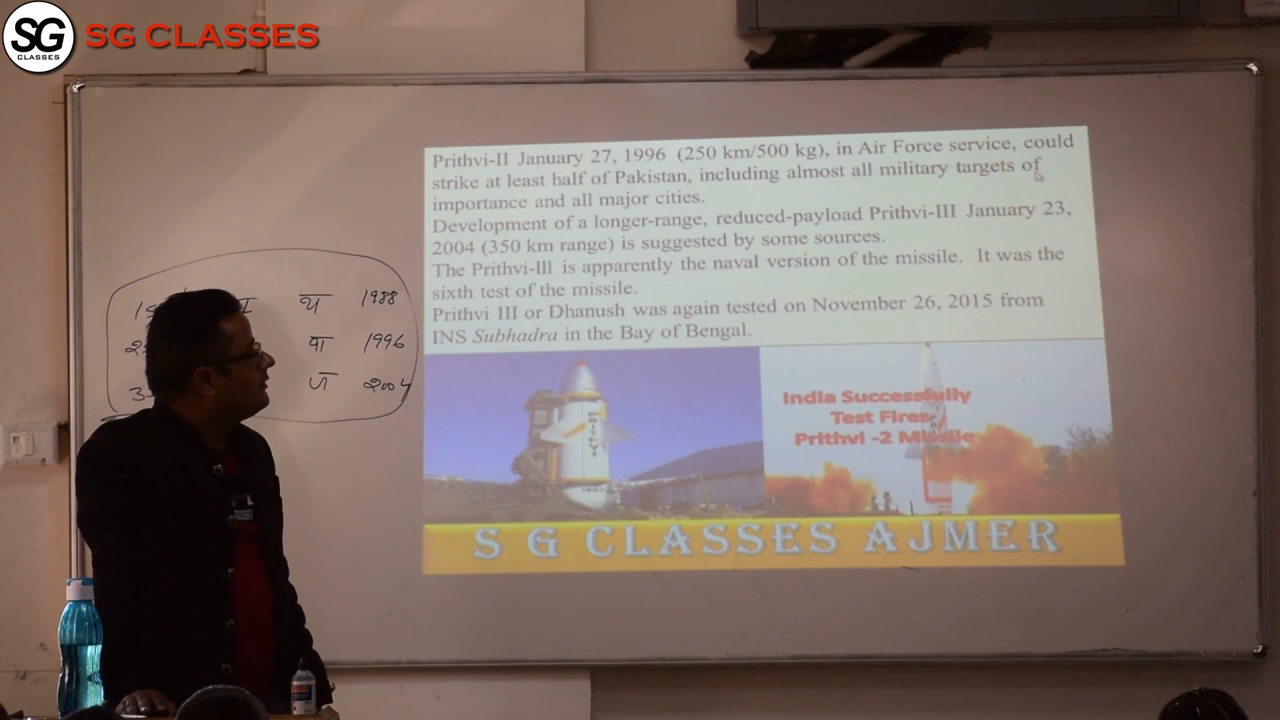 SG
CLASSES
SG CLASSES
Prithvi-II January 27, 1996 (250 km/500 kg), in Air Force service, could
strike at least half of Pakistan, including almost all military targets of
importance and all major cities.
Development of a longer-range, reduced-payload Prithvi-III January 23,
2004 (350 km range) is suggested by some sources.
The Prithvi-III is apparently the naval version of the missile. It was the
sixth test of the missile.
Prithvi III or Dhanush was again tested on November 26, 2015 from
INS Subhadra in the Bay of Bengal.
थ 1988
पा 1996
ज 2004
PRITHVI
India Successfully
Test Fires
Prithvi -2 Missile
S G CLASSES AJMER